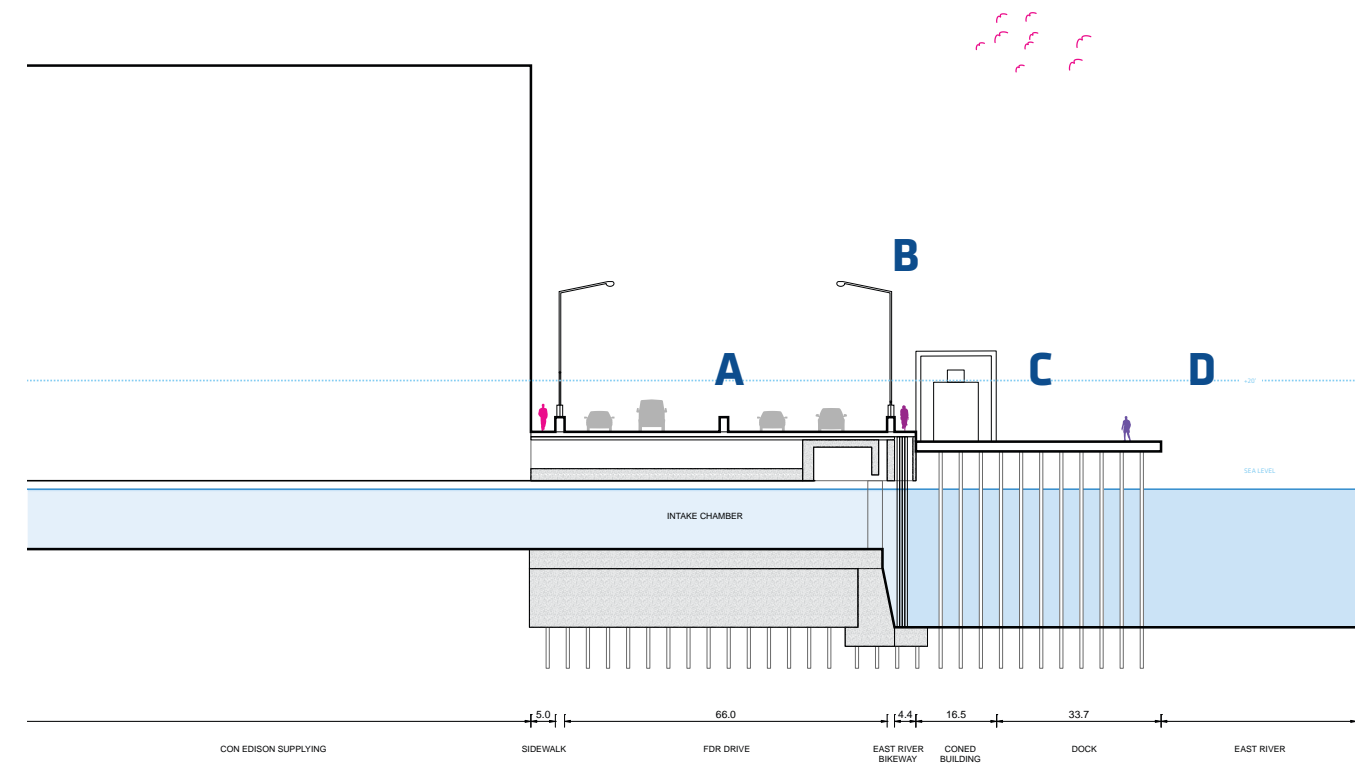 B
A
C
D
+20'
SEA LEVEL
INTAKE CHAMBER
5.0
66.0
4.4
16.5
33.7
CON EDISON SUPPLYING
SIDEWALK
FDR DRIVE
EAST RIVER
BIKEWAY
CONED
BUILDING
DOCK
EAST RIVER